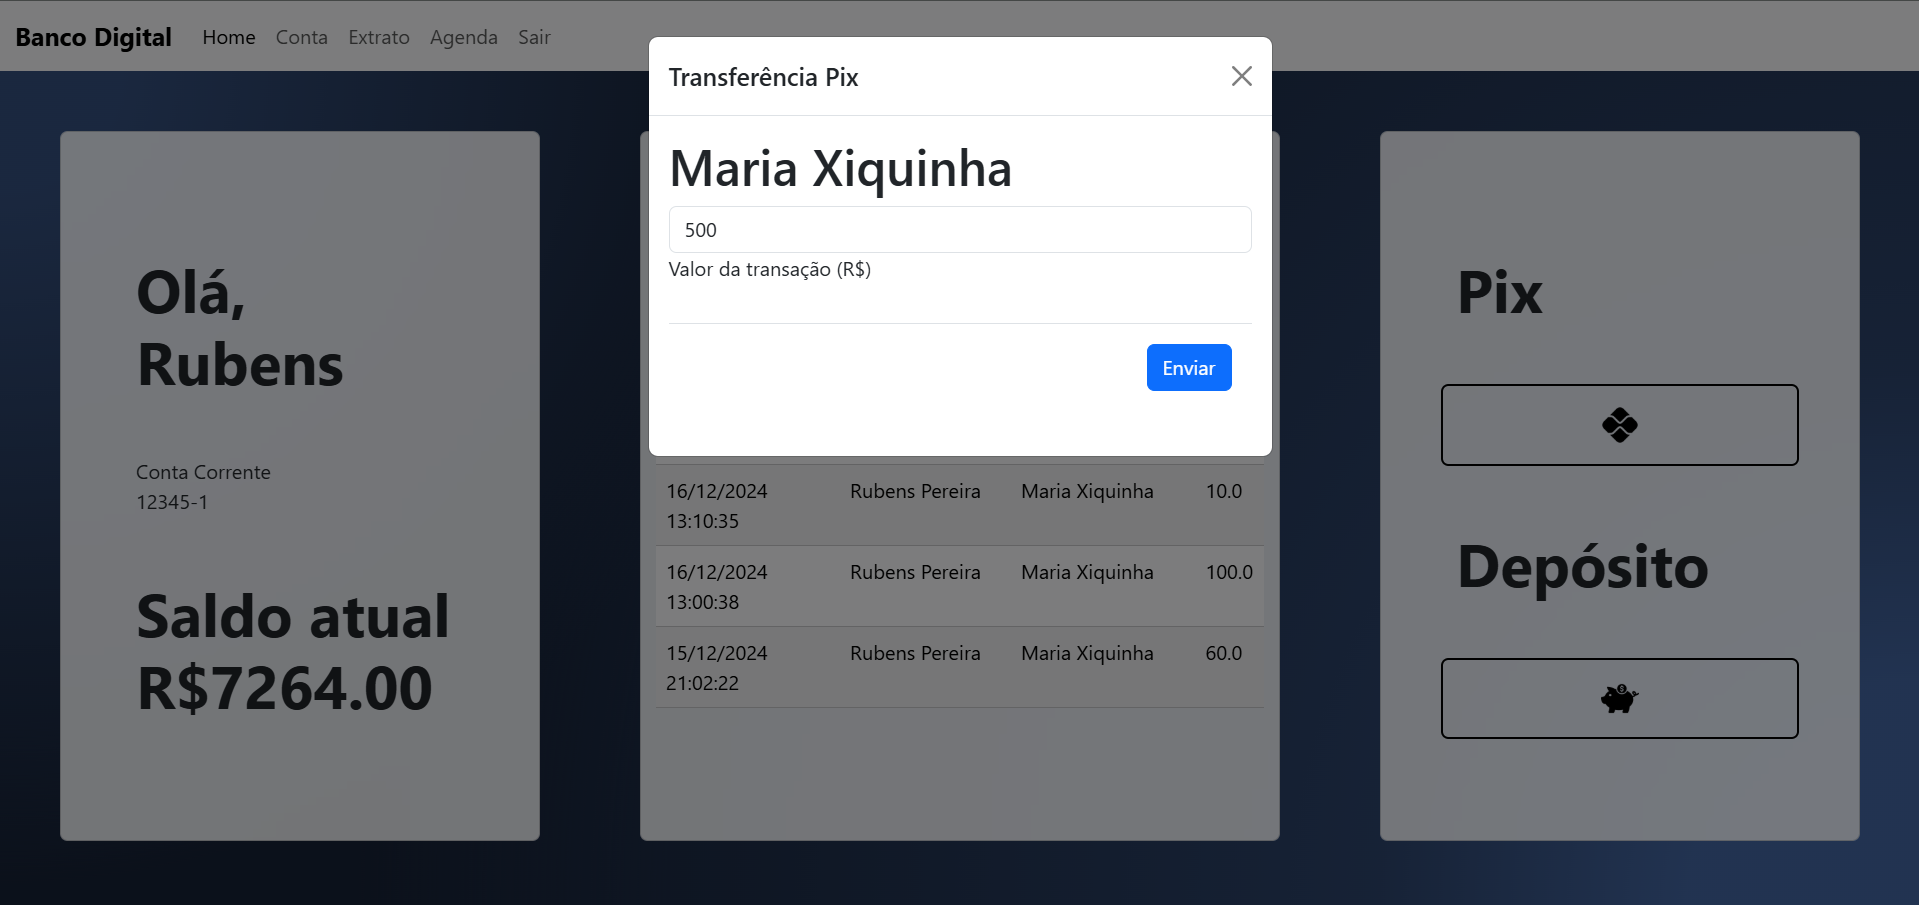 Banco Digital Home Conta Extrato Agenda Sair
Transferência Pix
Maria Xiquinha
500
Valor da transação (R$)
Enviar
Olá,
Rubens
Conta Corrente
12345-1
Saldo atual
R$7264.00
16/12/2024 Rubens Pereira Maria Xiquinha 10.0
13:10:35
16/12/2024 Rubens Pereira Maria Xiquinha 100.0
13:00:38
15/12/2024 Rubens Pereira Maria Xiquinha 60.0
21:02:22
Pix
Depósito